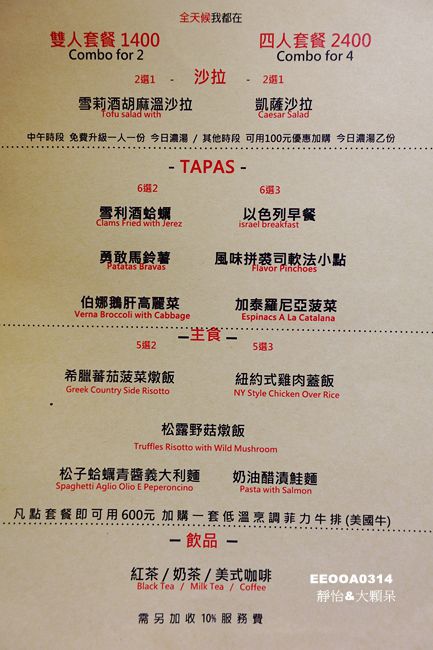 全天候我都在
雙人套餐 1400 四人套餐 2400
Combo for 2 Combo for 4
2選1 - 沙拉 - 2選1
雪莉酒胡麻溫沙拉 凱薩沙拉
Tofu salad with Caesar Salad
中午時段 免費升級一人一份 今日濃湯 / 其他時段 可用100元優惠加購 今日濃湯乙份
- TAPAS -
6選2 6選3
雪利酒蛤蠣 以色列早餐
Clams Fried with Jerez israel breakfast
勇敢馬鈴薯 風味拼裘司軟法小點
Patatas Bravas Flavor Pinchoes
伯娜鵝肝高麗菜 加泰羅尼亞菠菜
Verna Broccoli with Cabbage Espinacs A La Catalana
- 主食 -
5選2 5選3
希臘蕃茄菠菜燉飯 紐約式雞肉蓋飯
Greek Country Side Risotto NY Style Chicken Over Rice
松露野菇燉飯
Truffles Risotto with Wild Mushroom
松子蛤蠣青醬義大利麵 奶油醋漬鮭麵
Spaghetti Aglio Olio E Peperoncino Pasta with Salmon
凡點套餐即可用600元 加購一套低溫烹調菲力牛排(美國牛)
- 飲品 -
紅茶 / 奶茶 / 美式咖啡
Black Tea / Milk Tea / Coffee
EEOOA0314
靜怡&大顆呆
需另加收 10% 服務費